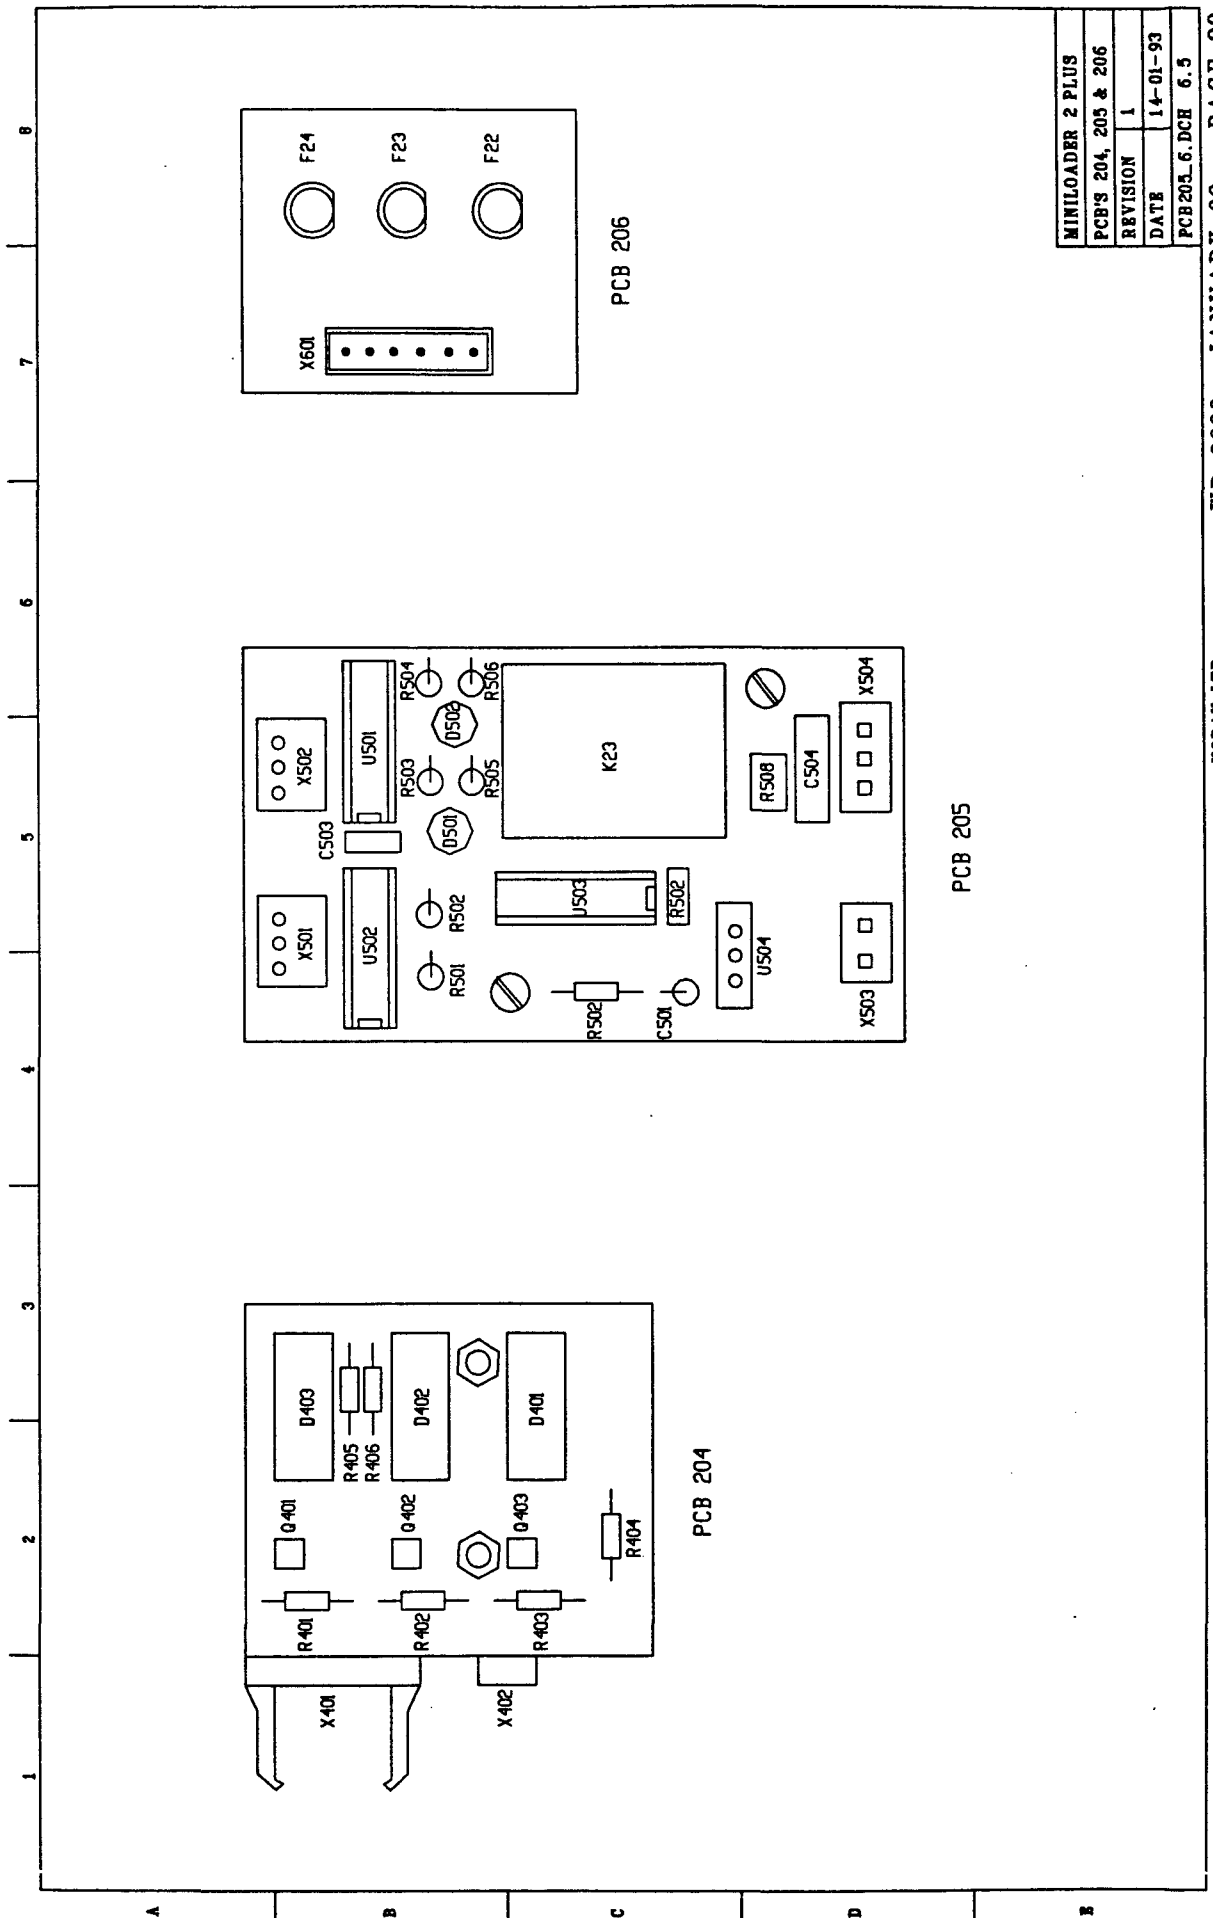 1
2
3
4
5
6
7
8
A
B
C
D
E
X401
X402
R401
R402
R403
Q401
Q402
Q403
R404
R405
R406
D403
D402
D401
PCB 204
X501
X502
U502
C503
U501
R501
R502
D501
R503
R505
D502
R504
R506
R502
C501
U503
R502
K23
U504
R508
C504
X503
X504
PCB 205
X601
F24
F23
F22
PCB 206
MINILOADER 2 PLUS
PCB'S 204, 205 & 206
REVISION 1
DATE 14-01-93
PCB205_6.DCH 6.5